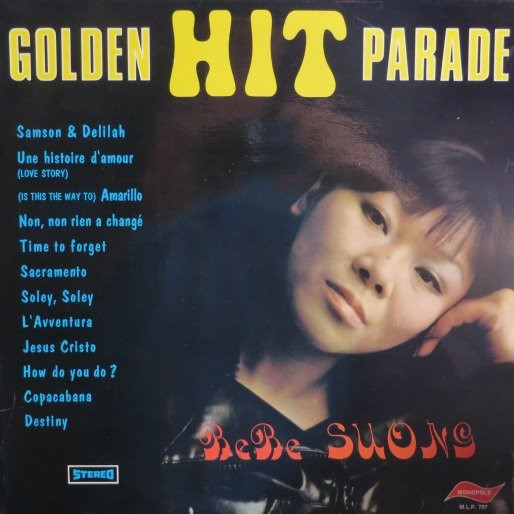 GOLDEN HIT PARADE
Samson & Delilah
Une histoire d'amour
(LOVE STORY)
(IS THIS THE WAY TO) Amarillo
Non, non rien a changé
Time to forget
Sacramento
Soley, Soley
L'Avventura
Jesus Cristo
How do you do?
Copacabana
Destiny
BeBe SUONG
STEREO
MONOPOLE
M.L.P. 757